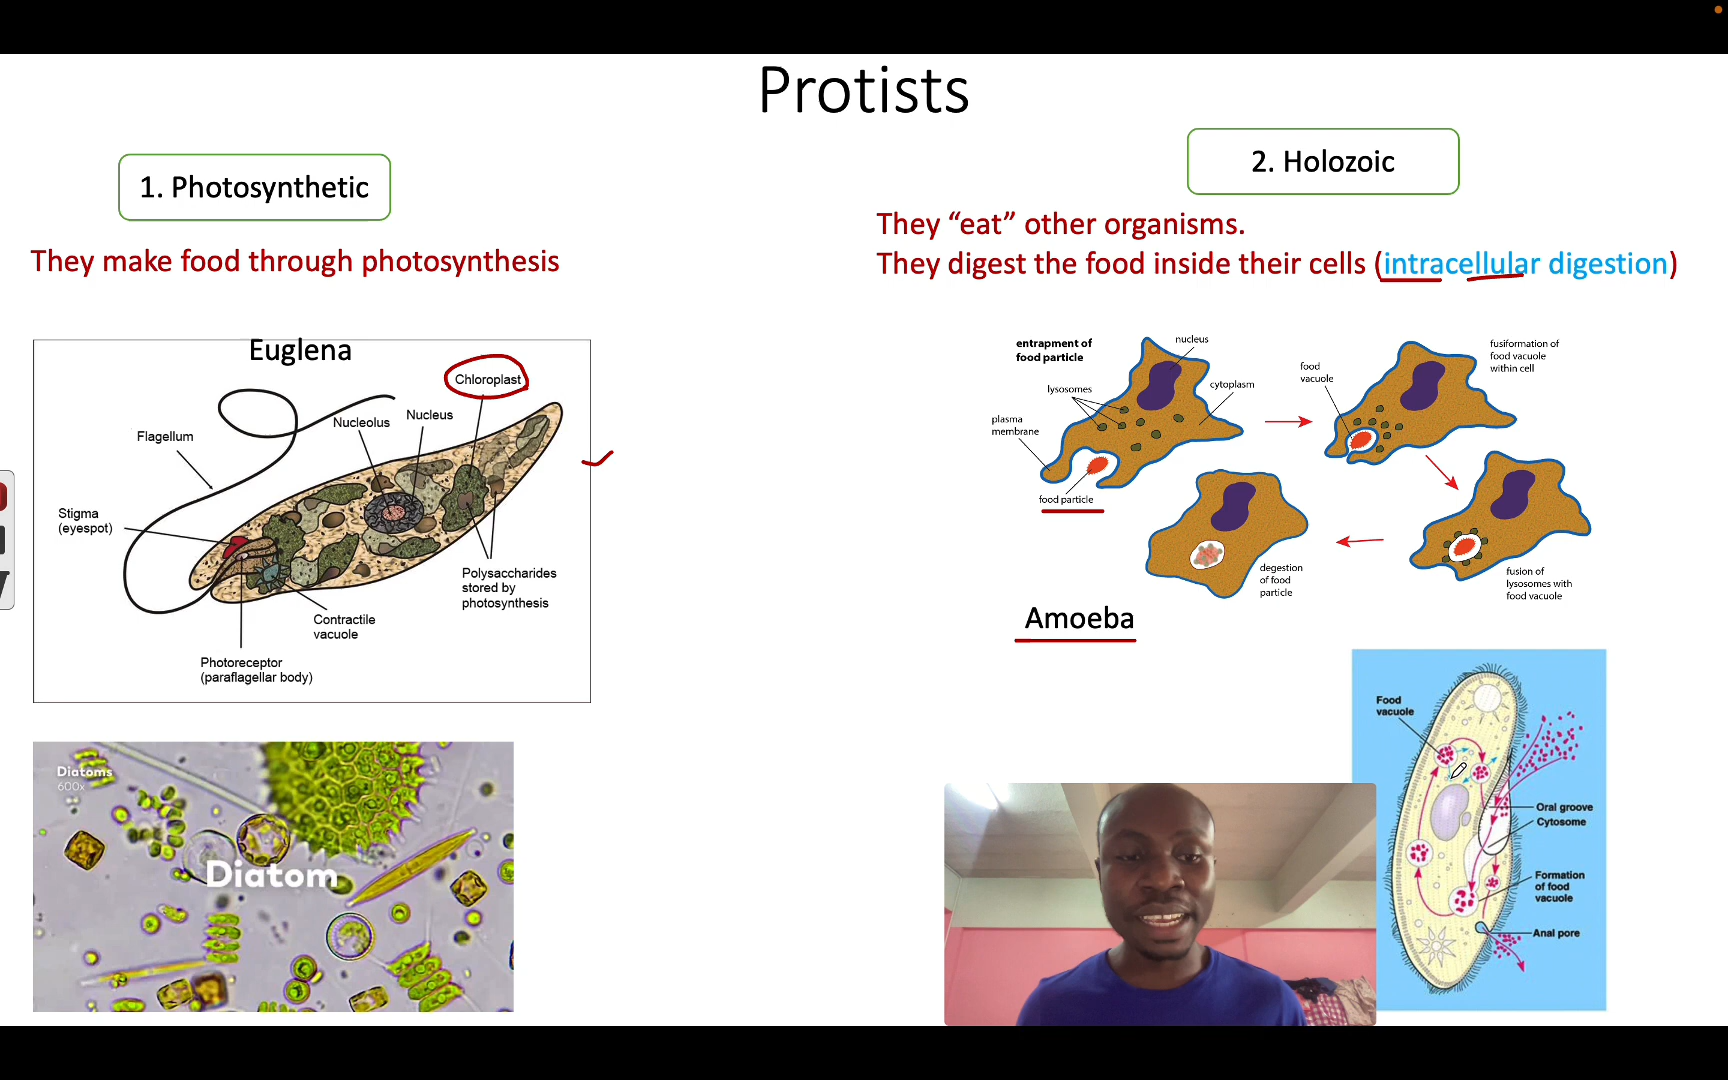 Protists
1. Photosynthetic
They make food through photosynthesis
Euglena
Chloroplast
Nucleus
Nucleolus
Flagellum
Stigma
(eyespot)
Polysaccharides
stored by
photosynthesis
Contractile
vacuole
Photoreceptor
(paraflagellar body)
Diatoms
600x
Diatom
2. Holozoic
They “eat” other organisms.
They digest the food inside their cells (intracellular digestion)
entrapment of
food particle
nucleus
lysosomes
cytoplasm
plasma
membrane
food particle
food
vacuole
fusiformation of
food vacuole
within cell
fusion of
lysosomes with
food vacuole
degestion
of food
particle
Amoeba
Food
vacuole
Oral groove
Cytosome
Formation
of food
vacuole
Anal pore